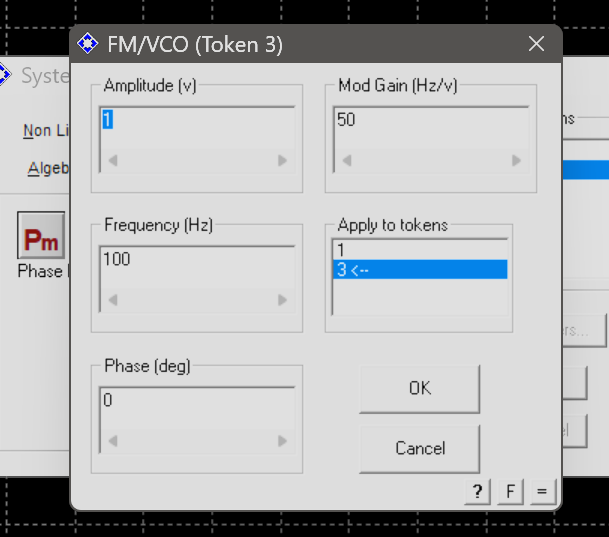 FM/VCO (Token 3)
Syste
Amplitude (v)
1
Mod Gain (Hz/v)
50
Non Li
Algeb
Frequency (Hz)
100
Apply to tokens
1
3 <--
Pm
Phase
Phase (deg)
0
OK
Cancel
? F =